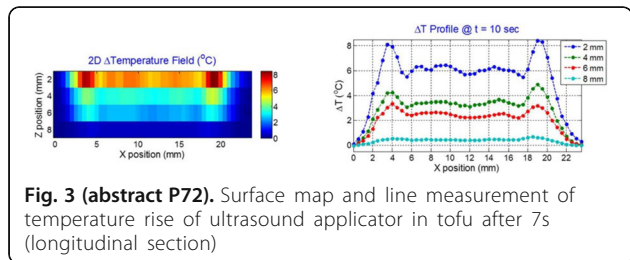 2D ΔTemperature Field (°C)
Z position (mm)
2
4
6
8
0 5 10 15 20
X position (mm)
8
6
4
2
0
ΔT Profile @ t = 10 sec
ΔT (°C)
8
6
4
2
0
0 2 4 6 8 10 12 14 16 18 20 22
X position (mm)
2 mm
4 mm
6 mm
8 mm
Fig. 3 (abstract P72). Surface map and line measurement of
temperature rise of ultrasound applicator in tofu after 7s
(longitudinal section)